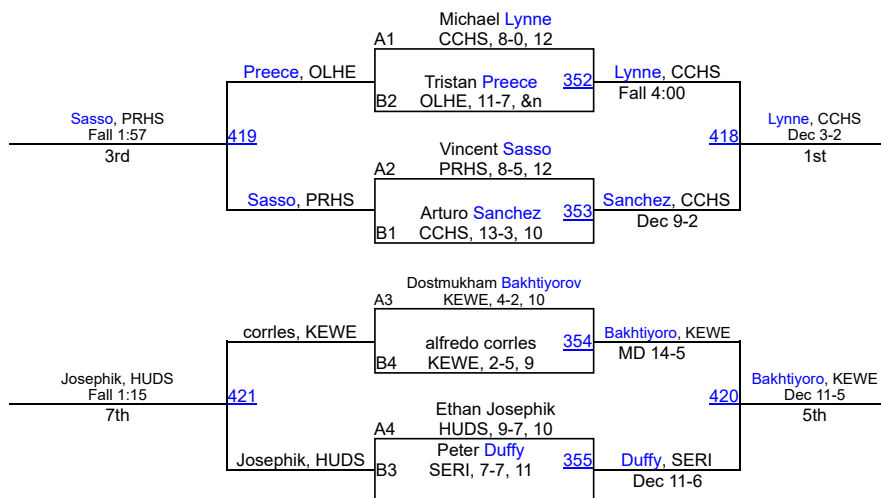 Michael Lynne
A1 CCHS, 8-0, 12
Preece, OLHE
Tristan Preece 352 Lynne, CCHS
B2 OLHE, 11-7, &n Fall 4:00
Sasso, PRHS
Fall 1:57
3rd
419
418
Lynne, CCHS
Dec 3-2
1st
Vincent Sasso
A2 PRHS, 8-5, 12
Sasso, PRHS
Arturo Sanchez 353 Sanchez, CCHS
B1 CCHS, 13-3, 10 Dec 9-2
Dostmukham Bakhtiyorov
A3 KEWE, 4-2, 10
corrles, KEWE
alfredo corrles 354 Bakhtiyoro, KEWE
B4 KEWE, 2-5, 9 MD 14-5
Josephik, HUDS
Fall 1:15
7th
421
420
Bakhtiyoro, KEWE
Dec 11-5
5th
Ethan Josephik
A4 HUDS, 9-7, 10
Josephik, HUDS
Peter Duffy 355 Duffy, SERI
B3 SERI, 7-7, 11 Dec 11-6